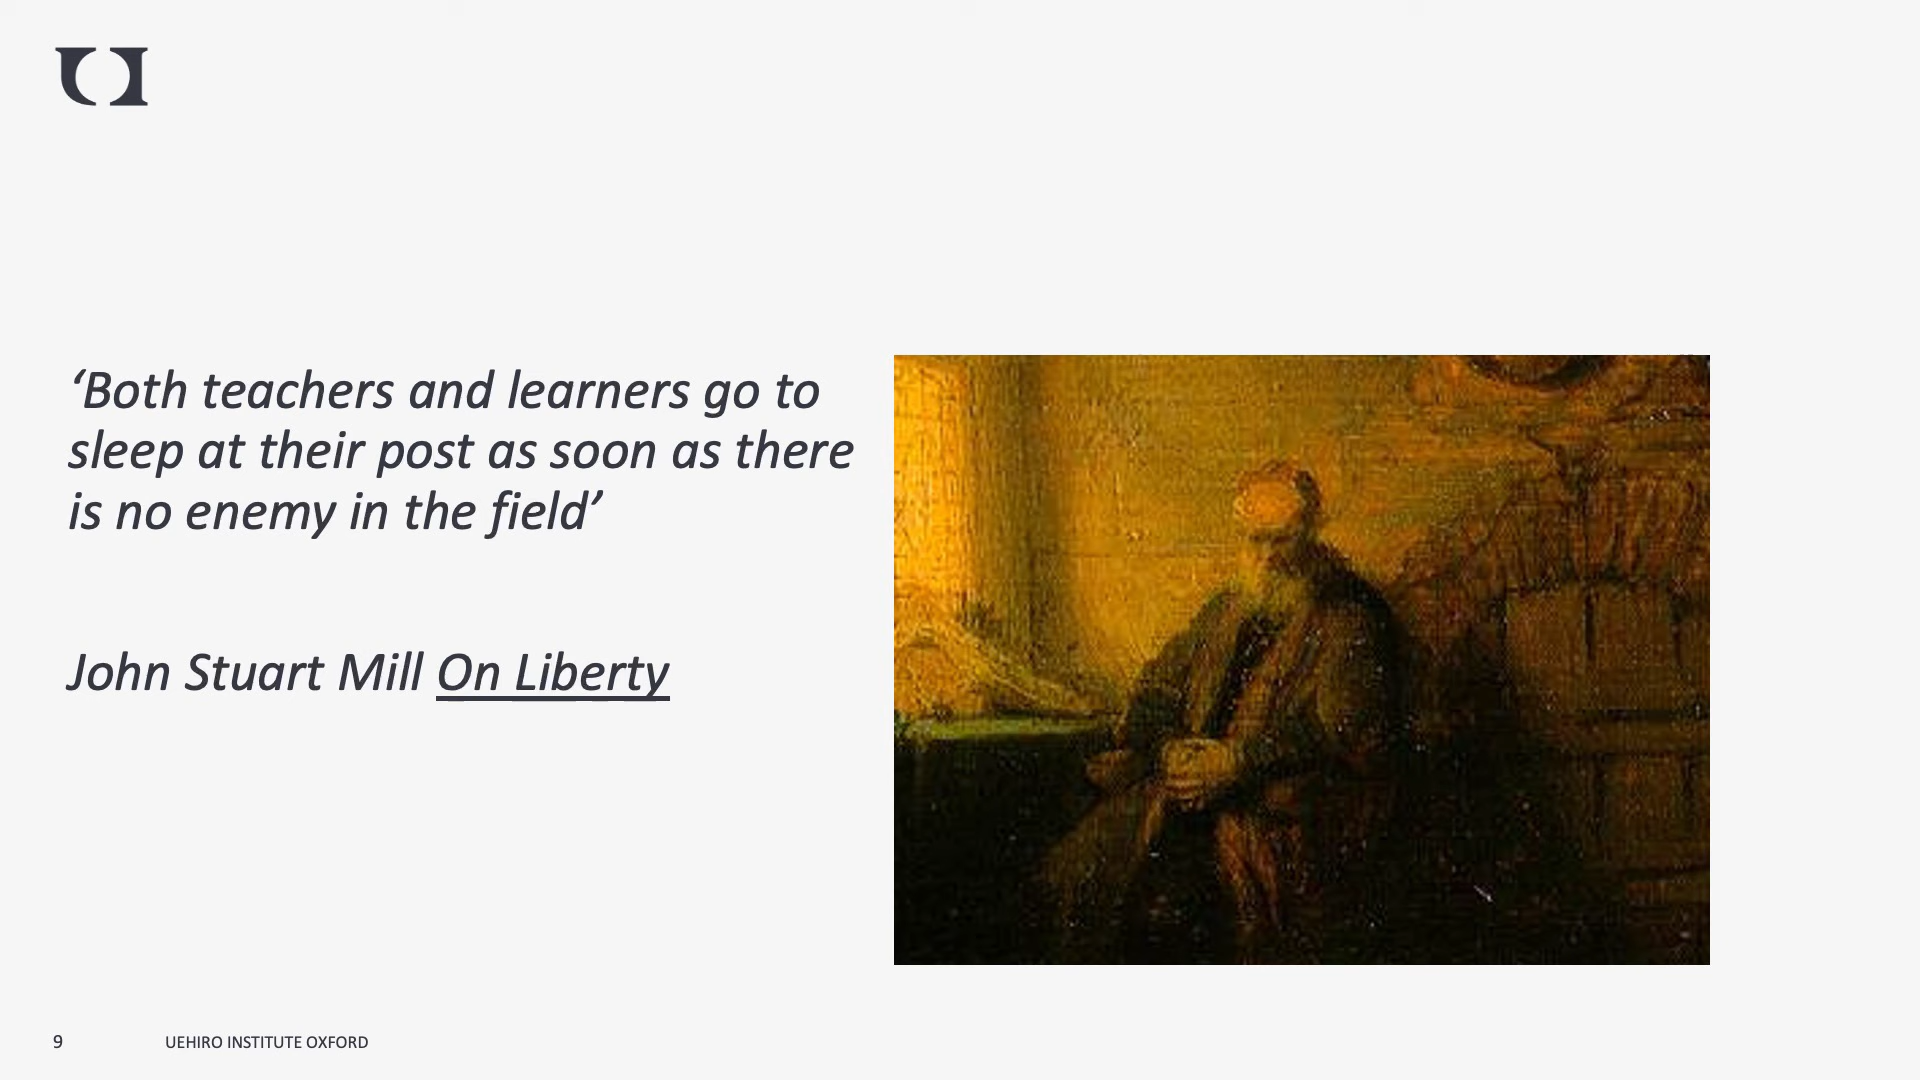 ‘Both teachers and learners go to
sleep at their post as soon as there
is no enemy in the field’
John Stuart Mill On Liberty
9
UEHIRO INSTITUTE OXFORD